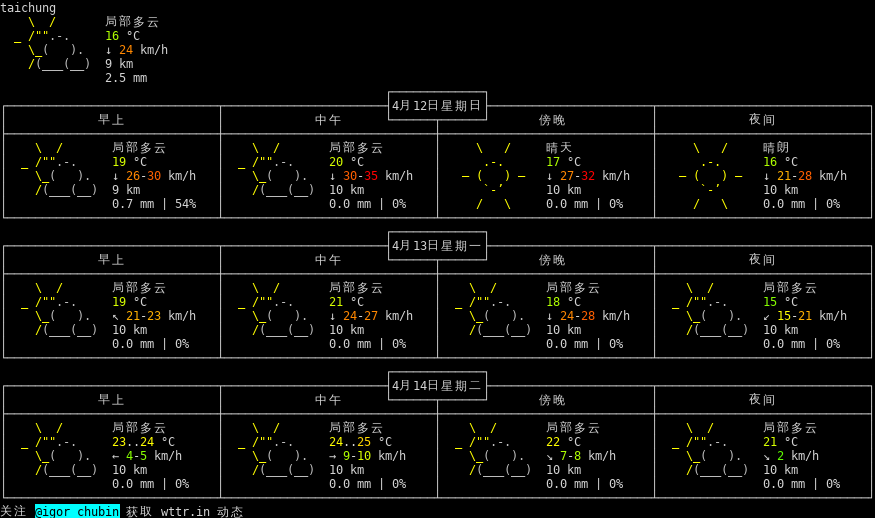 taichung
局部多云
16 °C
↓ 24 km/h
9 km
2.5 mm
4月12日星期日
早上 中午 傍晚 夜间
局部多云 局部多云 晴天 晴朗
19 °C 20 °C 17 °C 16 °C
↓ 26-30 km/h ↓ 30-35 km/h ↓ 27-32 km/h ↓ 21-28 km/h
9 km 10 km 10 km 10 km
0.7 mm | 54% 0.0 mm | 0% 0.0 mm | 0% 0.0 mm | 0%
4月13日星期一
早上 中午 傍晚 夜间
局部多云 局部多云 局部多云 局部多云
19 °C 21 °C 18 °C 15 °C
↖ 21-23 km/h ↓ 24-27 km/h ↓ 24-28 km/h ↙ 15-21 km/h
10 km 10 km 10 km 10 km
0.0 mm | 0% 0.0 mm | 0% 0.0 mm | 0% 0.0 mm | 0%
4月14日星期二
早上 中午 傍晚 夜间
局部多云 局部多云 局部多云 局部多云
23..24 °C 24..25 °C 22 °C 21 °C
← 4-5 km/h → 9-10 km/h ↘ 7-8 km/h ↘ 2 km/h
10 km 10 km 10 km 10 km
0.0 mm | 0% 0.0 mm | 0% 0.0 mm | 0% 0.0 mm | 0%
关注 @igor_chubin 获取 wttr.in 动态